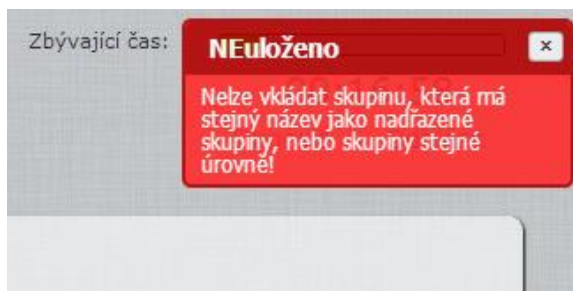 Zbývající čas:
NEuloženo
Nelze vkládat skupinu, která má
stejný název jako nadřazené
skupiny, nebo skupiny stejné
úrovně!